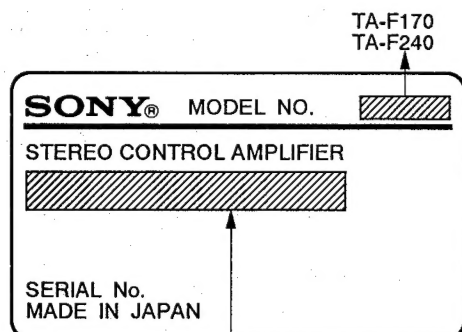 TA-F170
TA-F240
SONY® MODEL NO.
STEREO CONTROL AMPLIFIER
SERIAL No.
MADE IN JAPAN